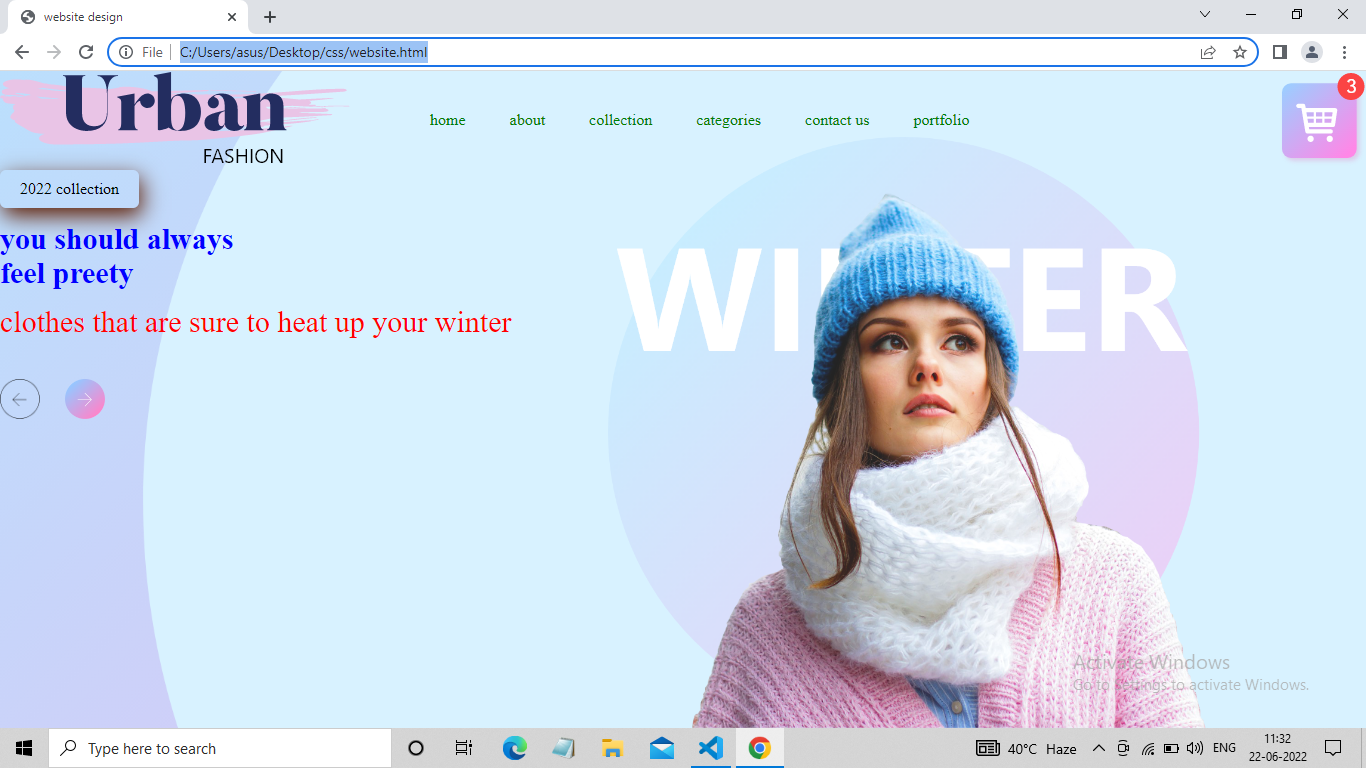 website design
File
C:/Users/asus/Desktop/css/website.html
Urban
FASHION
home about collection categories contact us portfolio
3
2022 collection
you should always
feel preety
clothes that are sure to heat up your winter
Activate Windows
Go to Settings to activate Windows.
Type here to search
40°C Haze
ENG
11:32
22-06-2022